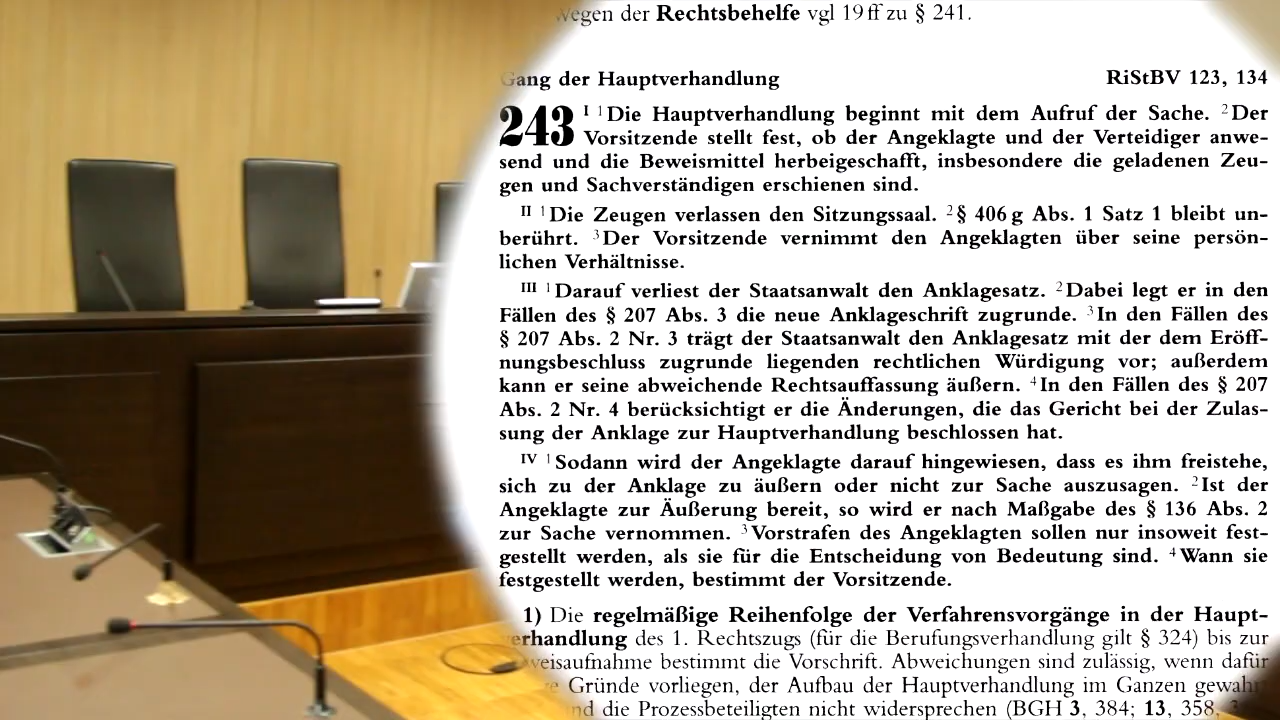 Wegen der Rechtsbehelfe vgl 19 ff zu § 241.
Gang der Hauptverhandlung RiStBV 123, 134
243 I 1 Die Hauptverhandlung beginnt mit dem Aufruf der Sache. 2 Der
Vorsitzende stellt fest, ob der Angeklagte und der Verteidiger anwe-
send und die Beweismittel herbeigeschafft, insbesondere die geladenen Zeu-
gen und Sachverständigen erschienen sind.
II 1 Die Zeugen verlassen den Sitzungssaal. 2 § 406 g Abs. 1 Satz 1 bleibt un-
berührt. 3 Der Vorsitzende vernimmt den Angeklagten über seine persön-
lichen Verhältnisse.
III 1 Darauf verliest der Staatsanwalt den Anklagesatz. 2 Dabei legt er in den
Fällen des § 207 Abs. 3 die neue Anklageschrift zugrunde. 3 In den Fällen des
§ 207 Abs. 2 Nr. 3 trägt der Staatsanwalt den Anklagesatz mit der dem Eröff-
nungsbeschluss zugrunde liegenden rechtlichen Würdigung vor; außerdem
kann er seine abweichende Rechtsauffassung äußern. 4 In den Fällen des § 207
Abs. 2 Nr. 4 berücksichtigt er die Änderungen, die das Gericht bei der Zulas-
sung der Anklage zur Hauptverhandlung beschlossen hat.
IV 1 Sodann wird der Angeklagte darauf hingewiesen, dass es ihm freistehe,
sich zu der Anklage zu äußern oder nicht zur Sache auszusagen. 2 Ist der
Angeklagte zur Äußerung bereit, so wird er nach Maßgabe des § 136 Abs. 2
zur Sache vernommen. 3 Vorstrafen des Angeklagten sollen nur insoweit fest-
gestellt werden, als sie für die Entscheidung von Bedeutung sind. 4 Wann sie
festgestellt werden, bestimmt der Vorsitzende.
1) Die regelmäßige Reihenfolge der Verfahrensvorgänge in der Haupt-
verhandlung des 1. Rechtszugs (für die Berufungsverhandlung gilt § 324) bis zur
weisaufnahme bestimmt die Vorschrift. Abweichungen sind zulässig, wenn dafür
Gründe vorliegen, der Aufbau der Hauptverhandlung im Ganzen gewahrt
nd die Prozessbeteiligten nicht widersprechen (BGH 3, 384; 13, 358,